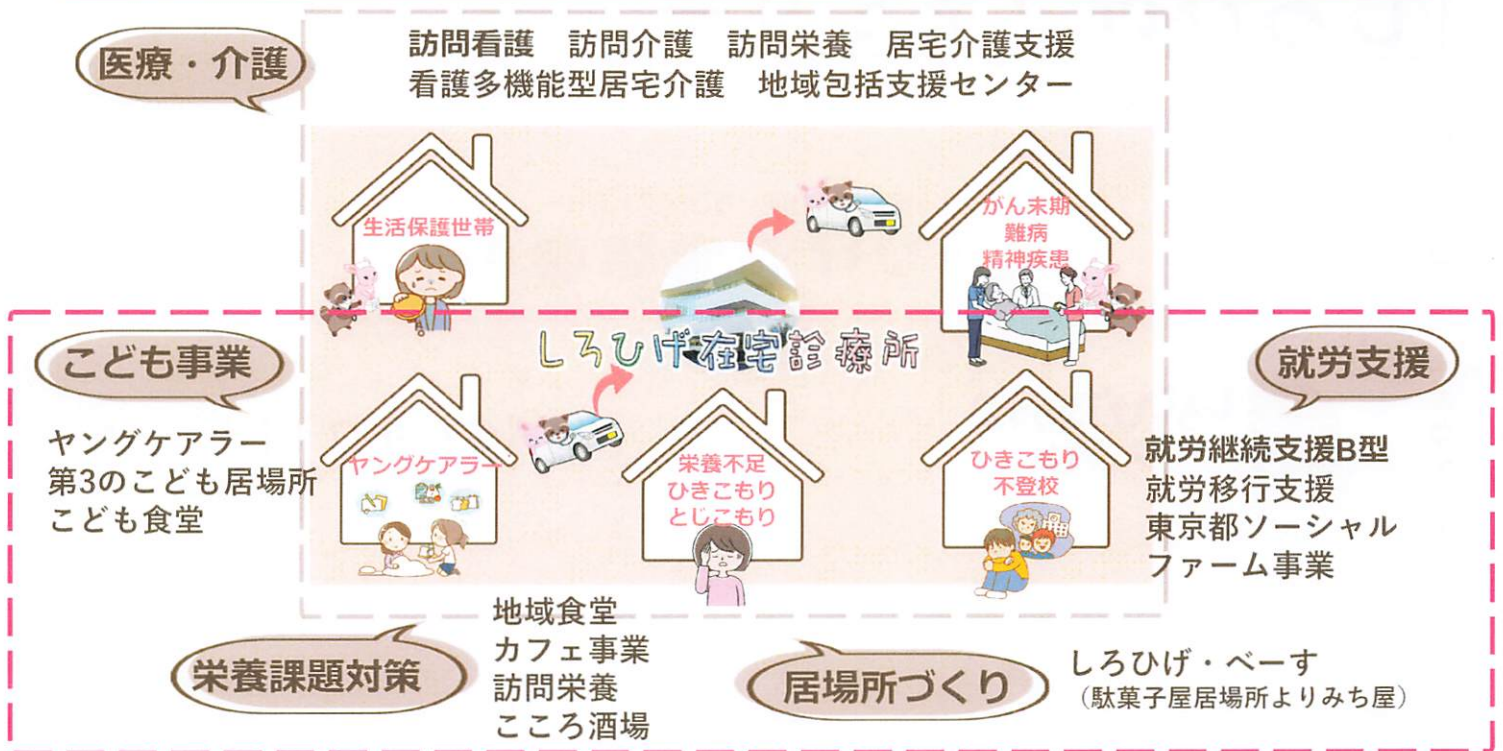 医療・介護
訪問看護 訪問介護 訪問栄養 居宅介護支援
看護多機能型居宅介護 地域包括支援センター
生活保護世帯
がん末期
難病
精神疾患
しろひげ在宅診療所
こども事業
ヤングケアラー
第3のこども居場所
こども食堂
ヤングケアラー
栄養不足
ひきこもり
とじこもり
ひきこもり
不登校
就労支援
就労継続支援B型
就労移行支援
東京都ソーシャル
ファーム事業
栄養課題対策
地域食堂
カフェ事業
訪問栄養
こころ酒場
居場所づくり
しろひげ・べーす
（駄菓子屋居場所よりみち屋）